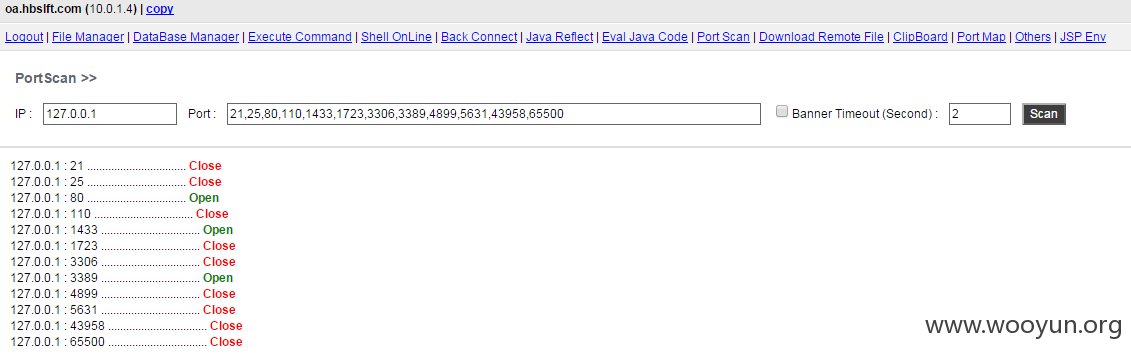 oa.hbslft.com (10.0.1.4) | copy
Logout | File Manager | DataBase Manager | Execute Command | Shell OnLine | Back Connect | Java Reflect | Eval Java Code | Port Scan | Download Remote File | ClipBoard | Port Map | Others | JSP Env
PortScan >>
IP : 127.0.0.1 Port : 21,25,80,110,1433,1723,3306,3389,4899,5631,43958,65500 Banner Timeout (Second) : 2 Scan
127.0.0.1 : 21 ................................. Close
127.0.0.1 : 25 ................................. Close
127.0.0.1 : 80 ................................. Open
127.0.0.1 : 110 ................................. Close
127.0.0.1 : 1433 ................................. Open
127.0.0.1 : 1723 ................................. Close
127.0.0.1 : 3306 ................................. Close
127.0.0.1 : 3389 ................................. Open
127.0.0.1 : 4899 ................................. Close
127.0.0.1 : 5631 ................................. Close
127.0.0.1 : 43958 ................................. Close
127.0.0.1 : 65500 ................................. Close
www.wooyun.org